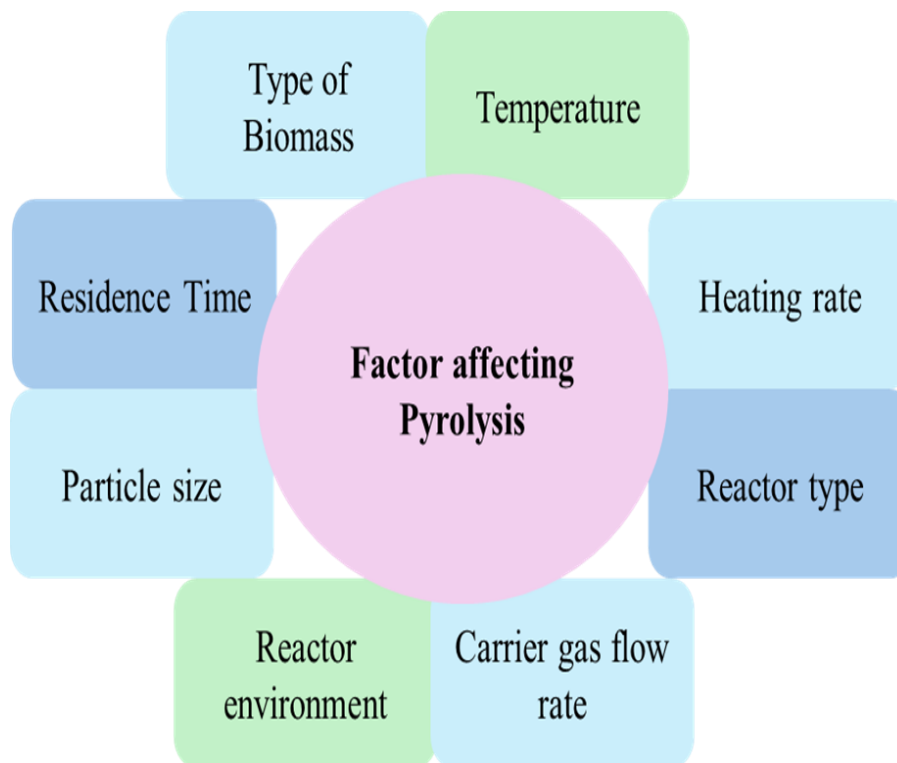 Type of
Biomass
Temperature
Residence Time
Heating rate
Factor affecting
Pyrolysis
Particle size
Reactor type
Reactor
environment
Carrier gas flow
rate